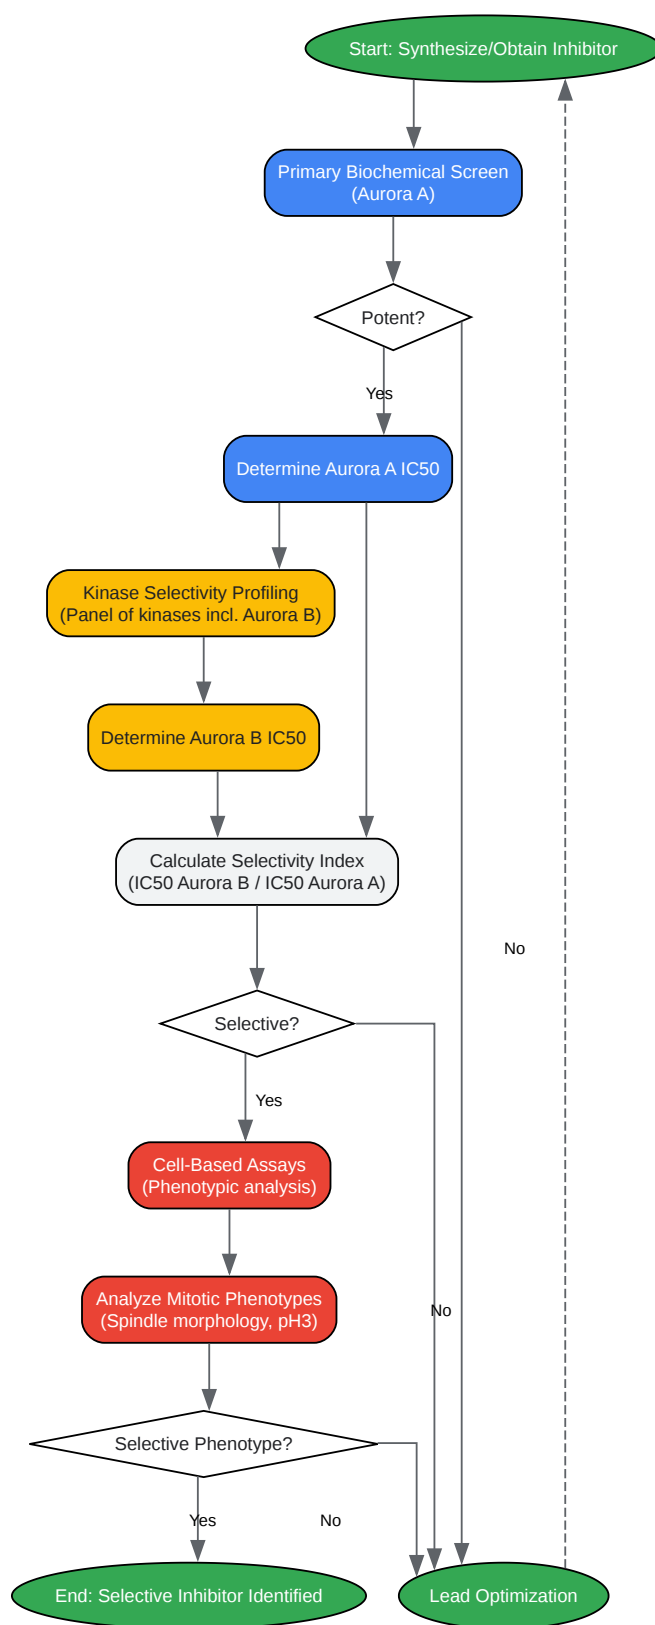 Start: Synthesize/Obtain Inhibitor
Primary Biochemical Screen
(Aurora A)
Potent?
Yes
Determine Aurora A IC50
Kinase Selectivity Profiling
(Panel of kinases incl. Aurora B)
Determine Aurora B IC50
Calculate Selectivity Index
(IC50 Aurora B / IC50 Aurora A)
No
Selective?
Yes
Cell-Based Assays
(Phenotypic analysis)
Analyze Mitotic Phenotypes
(Spindle morphology, pH3)
No
Selective Phenotype?
Yes
No
End: Selective Inhibitor Identified
Lead Optimization